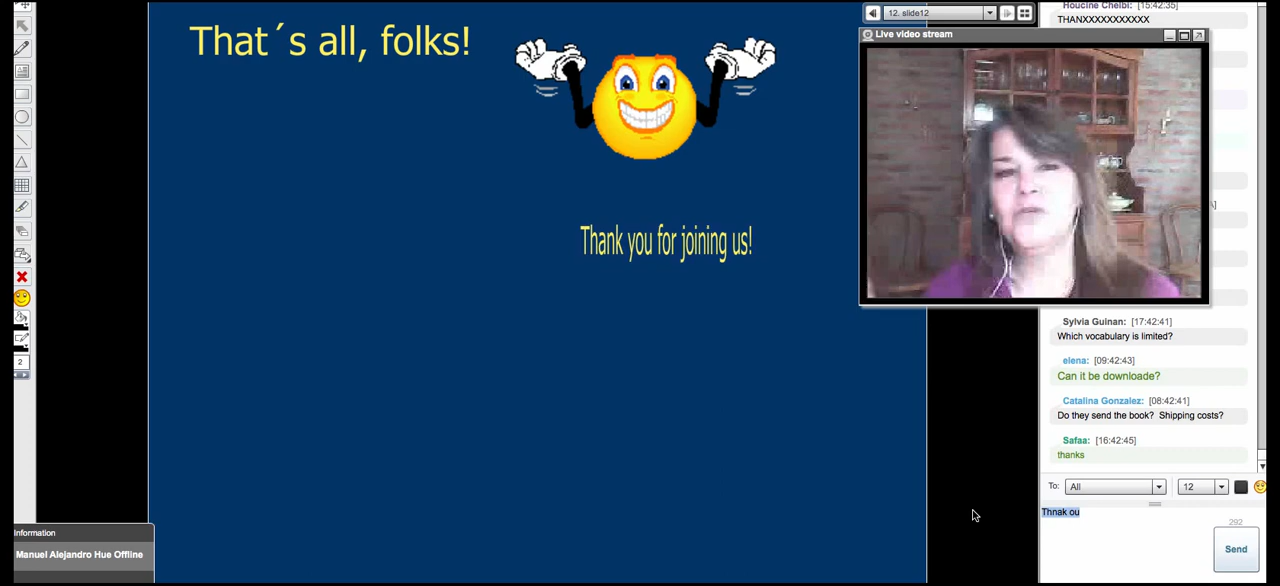 That´s all, folks!
Thank you for joining us!
12. slide12
Live video stream
Houcine Chelbi: [15:42:35]
THANXXXXXXXXXXX
Sylvia Guinan: [17:42:41]
Which vocabulary is limited?
elena: [09:42:43]
Can it be downloade?
Catalina Gonzalez: [08:42:41]
Do they send the book? Shipping costs?
Safaa: [16:42:45]
thanks
To: All 12
Thnak ou
292
Send
2
Information
Manuel Alejandro Hue Offline